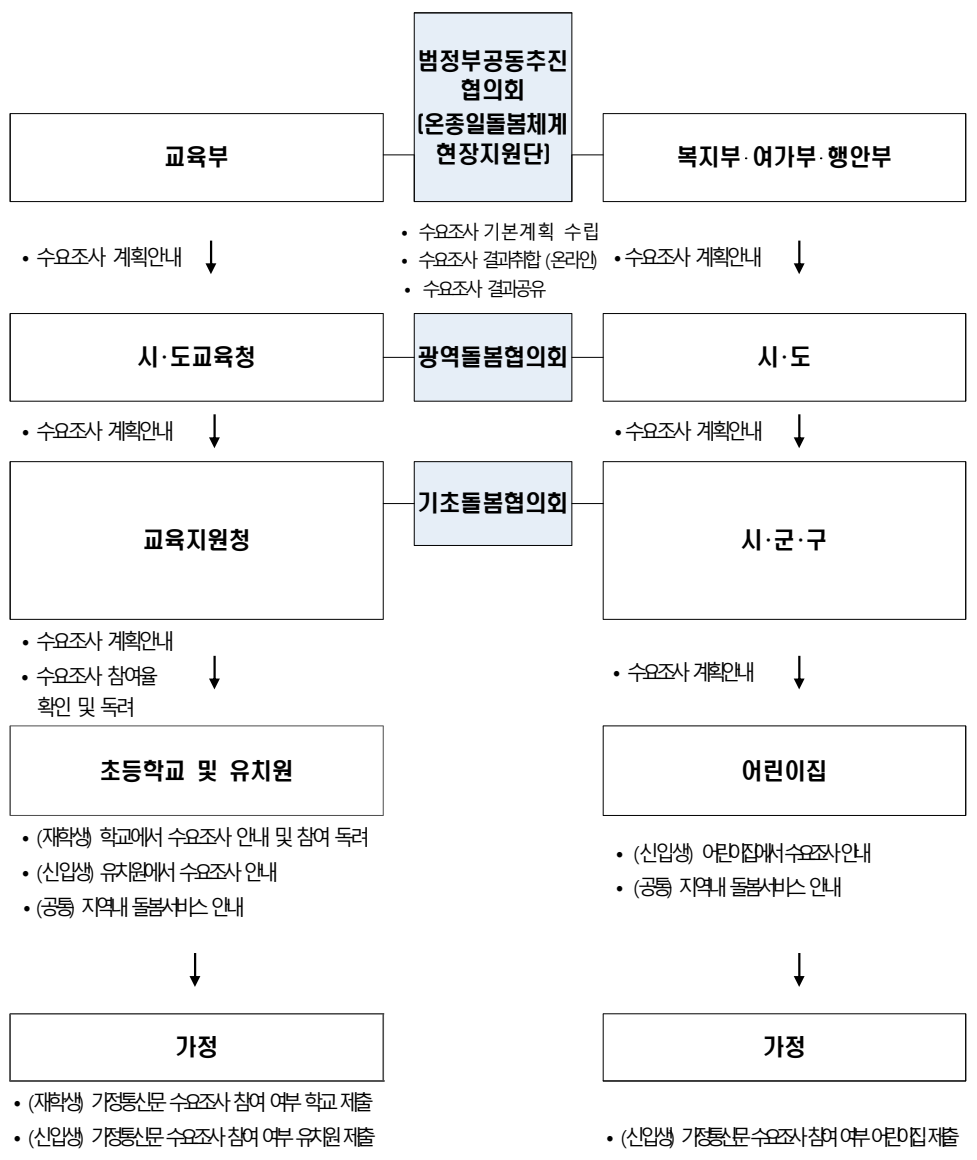 범정부공동추진
협의회
(온종일돌봄체계
현장지원단)
교육부
복지부·여가부·행안부
• 수요조사 기본계획 수립
• 수요조사 결과취합 (온라인)
• 수요조사 결과공유
• 수요조사 계획안내
• 수요조사 계획안내
시·도교육청
광역돌봄협의회
시·도
• 수요조사 계획안내
• 수요조사 계획안내
교육지원청
기초돌봄협의회
시·군·구
• 수요조사 계획안내
• 수요조사 참여율
확인 및 독려
• 수요조사 계획안내
초등학교 및 유치원
어린이집
• (재학생) 학교에서 수요조사 안내 및 참여 독려
• (신입생) 유치원에서 수요조사 안내
• (공통) 지역내 돌봄서비스 안내
• (신입생) 어린이집에서 수요조사 안내
• (공통) 지역내 돌봄서비스 안내
가정
가정
• (재학생) 가정통신문 수요조사 참여 여부 학교 제출
• (신입생) 가정통신문 수요조사 참여 여부 유치원 제출
• (신입생) 가정통신문 수요조사 참여 여부 어린이집 제출